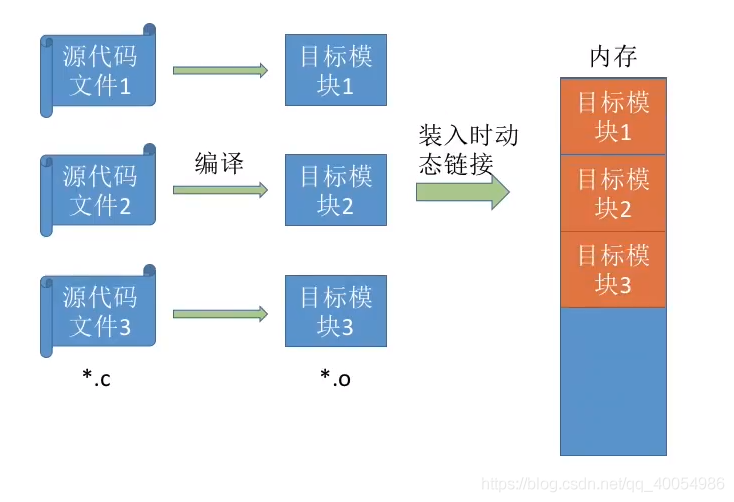 源代码
文件1
目标模
块1
内存
目标模
块1
源代码
文件2
编译
目标模
块2
装入时动
态链接
目标模
块2
源代码
文件3
目标模
块3
目标模
块3
*.c
*.o
https://blog.csdn.net/qq_40054986